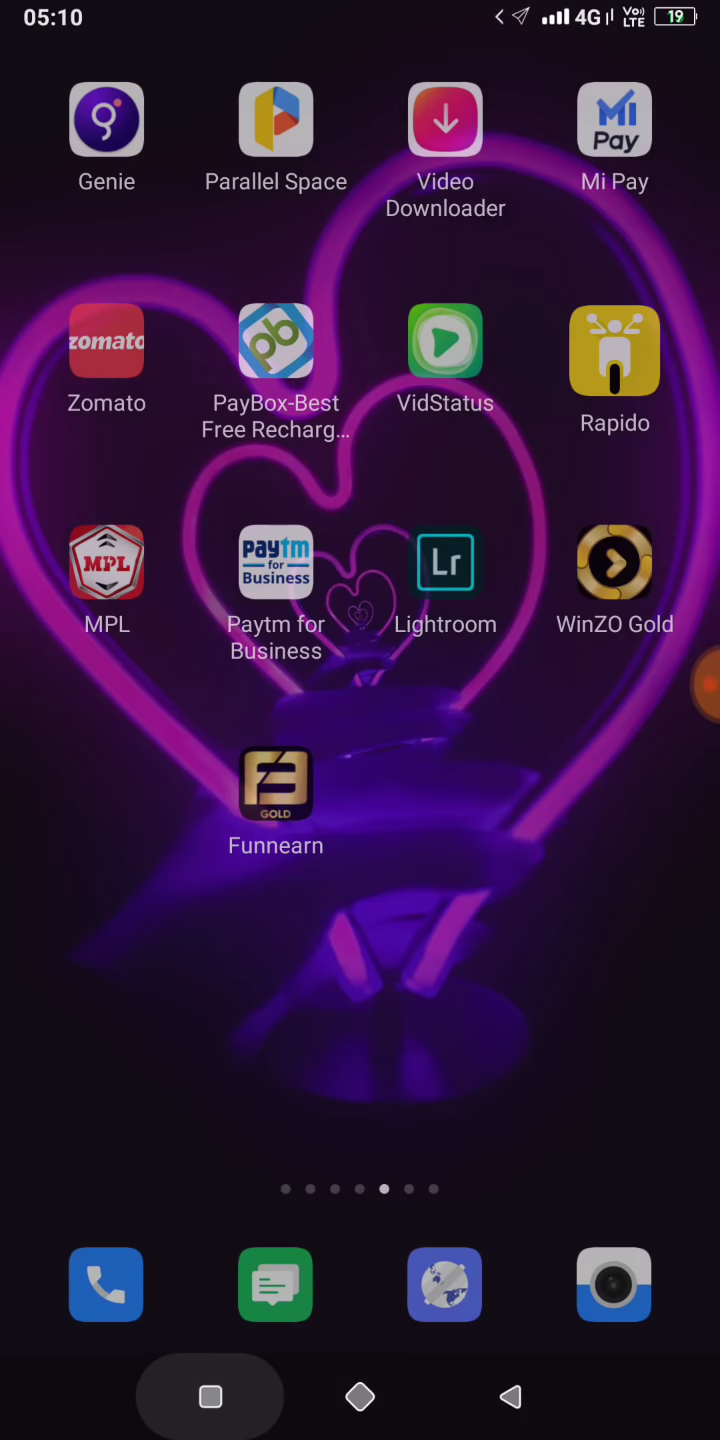 05:10
4G
Vo))
LTE
19
MI
Pay
Genie
Parallel Space
Video
Downloader
Mi Pay
zomato
pb
Zomato
PayBox-Best
Free Recharg...
VidStatus
Rapido
MPL
paytm
for
Business
Lr
MPL
Paytm for
Business
Lightroom
WinZO Gold
GOLD
Funnearn